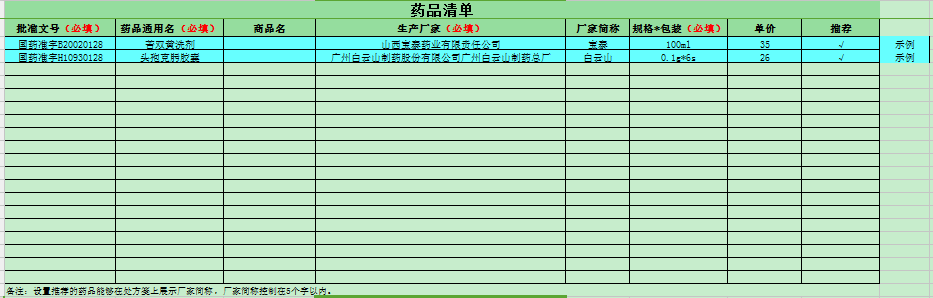 药品清单
批准文号（必填） 药品通用名（必填） 商品名 生产厂家（必填） 厂家简称 规格*包装（必填） 单价 推荐
国药准字B20020128 苦双黄洗剂 山西宝泰药业有限责任公司 宝泰 100ml 35 √ 示例
国药准字H10930128 头孢克肟胶囊 广州白云山制药股份有限公司广州白云山制药总厂 白云山 0.1g*6s 26 √ 示例
备注：设置推荐的药品能够在处方笺上展示厂家简称，厂家简称控制在5个字以内。